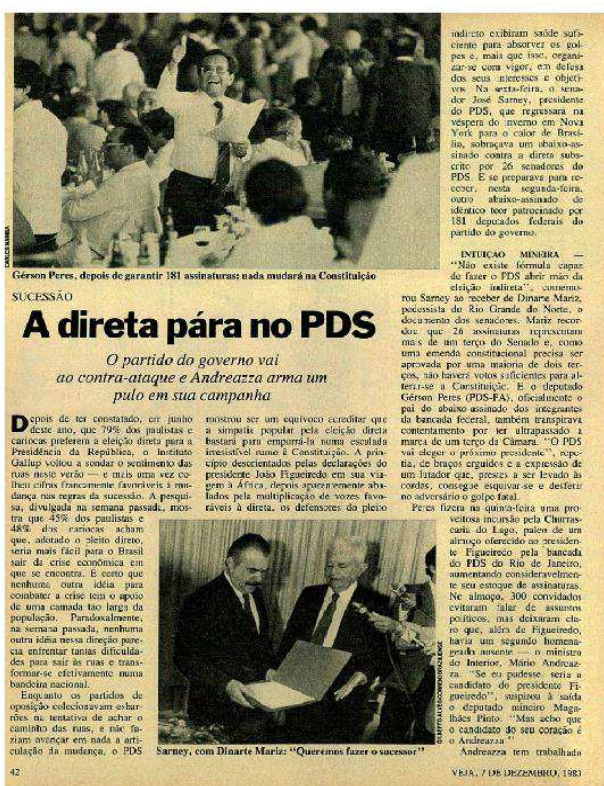 CARLOS NAMBA
Gérson Peres, depois de garantir 181 assinaturas: nada mudará na Constituição
SUCESSÃO
A direta pára no PDS
O partido do governo vai
ao contra-ataque e Andreazza arma um
pulo em sua campanha
Depois de ter constatado, em junho
deste ano, que 79% dos paulistas e
cariocas preferem a eleição direta para a
Presidência da República, o Instituto
Gallup voltou a sondar o sentimento das
ruas neste verão — e mais uma vez co-
lheu cifras francamente favoráveis à mu-
dança nas regras da sucessão. A pesqui-
sa, divulgada na semana passada, mos-
tra que 45% dos paulistas e
48% dos cariocas acham
que, adotado o pleito direto,
seria mais fácil para o Brasil
sair da crise econômica em
que se encontra. É certo que
nenhuma outra idéia para
combater a crise tem o apoio
de uma camada tão larga da
população. Paradoxalmente,
na semana passada, nenhuma
outra idéia nessa direção pare-
cia enfrentar tantas dificulda-
des para sair às ruas e trans-
formar-se efetivamente numa
bandeira nacional.
Enquanto os partidos de
oposição colecionavam esbar-
rões na tentativa de achar o
caminho das ruas, e não fa-
ziam avançar em nada a arti-
culação da mudança, o PDS
mostrou ser um equívoco acreditar que
a simpatia popular pela eleição direta
bastará para empurrá-la numa escalada
irresistível rumo à Constituição. A
princípio desorientados pelas declarações do
presidente João Figueiredo em sua via-
gem à África, depois aparentemente aba-
lados pela multiplicação de vozes favo-
ráveis à direta, os defensores do pleito
Sarney, com Dinarte Mariz: "Queremos fazer o sucessor"
indireto exibiram saúde sufi-
ciente para absorver os gol-
pes e, mais que isso, organi-
zar-se com vigor, em defesa
dos seus interesses e objeti-
vos. Na sexta-feira, o sena-
dor José Sarney, presidente
do PDS, que regressara na
véspera do inverno em Nova
York para o calor de Brasí-
lia, sobraçava um abaixo-as-
sinado contra a direta subs-
crito por 26 senadores do
PDS. E se preparava para re-
ceber, nesta segunda-feira,
outro abaixo-assinado de
idêntico teor patrocinado por
181 deputados federais do
partido do governo.
INTUIÇÃO MINEIRA —
"Não existe fórmula capaz
de fazer o PDS abrir mão da
eleição indireta", comemo-
rou Sarney ao receber de Dinarte Mariz,
pedessista do Rio Grande do Norte, o
documento dos senadores. Mariz recor-
dou que 26 assinaturas representam
mais de um terço do Senado e, como
uma emenda constitucional precisa ser
aprovada por uma maioria de dois ter-
ços, não haverá votos suficientes para al-
terar-se a Constituição. E o deputado
Gérson Peres (PDS-PA), oficialmente o
pai do abaixo-assinado dos integrantes
da bancada federal, também transpirava
contentamento por ser ultrapassado a
marca de um terço da Câmara. "O PDS
vai eleger o próximo presidente", repe-
tia, de braços erguidos e a expressão de
um lutador que, prestes a ser levado às
cordas, consegue esquivar-se e desferir
no adversário o golpe fatal.
Peres fizera na quinta-feira uma pro-
veitosa incursão pela Churras-
caria do Lago, palco de um
almoço oferecido ao presiden-
te Figueiredo pela bancada
do PDS do Rio de Janeiro,
aumentando consideravelmen-
te seu estoque de assinaturas.
No almoço, 300 convidados
evitaram falar de assuntos
políticos, mas deixaram cla-
ro que, além de Figueiredo,
havia um segundo homena-
geado ausente — o ministro
do Interior, Mário Andreaz-
za. "Se eu pudesse, seria a
candidato do presidente Fi-
gueiredo", suspirou à saída
o deputado mineiro Maga-
lhães Pinto. "Mas acho que
o candidato do seu coração é
o Andreazza."
Andreazza tem trabalhado
42
VEJA, 7 DE DEZEMBRO, 1983